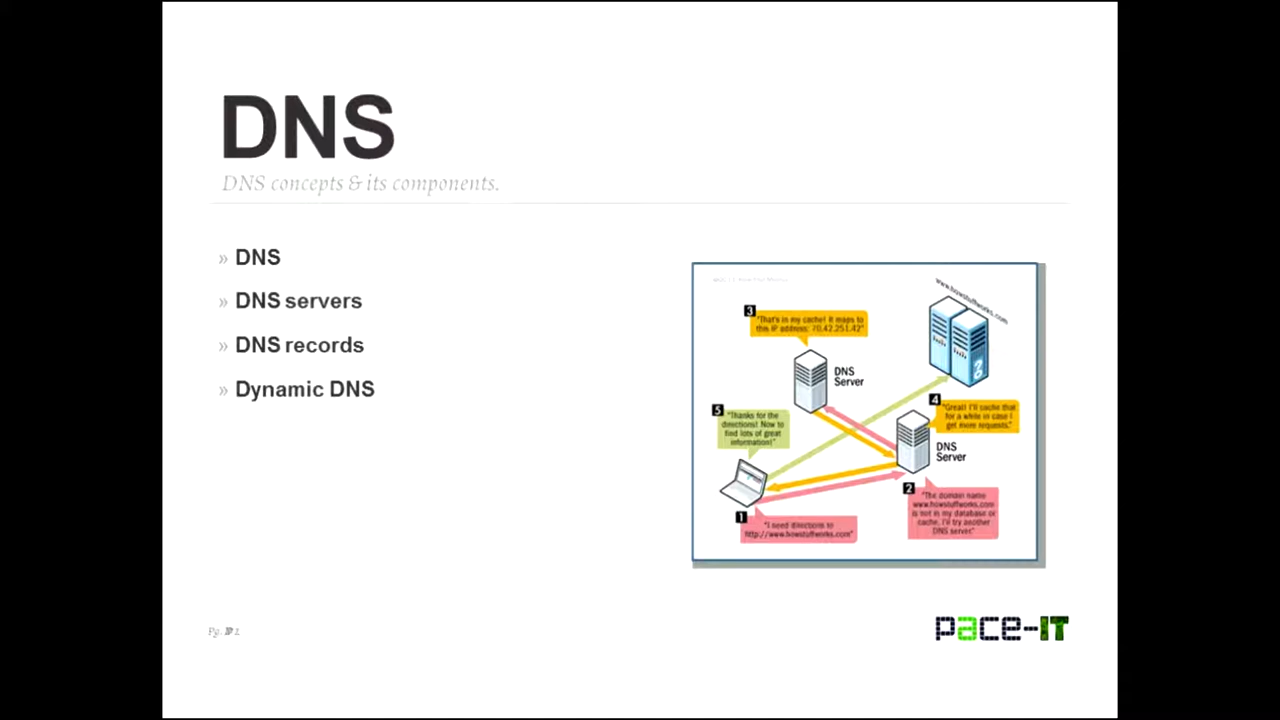 DNS
DNS concepts & its components.
» DNS
» DNS servers
» DNS records
» Dynamic DNS
www.howstuffworks.com
3
"That's in my cache! It maps to
this IP address: 70.42.251.42"
DNS
Server
4
"Great! I'll cache that
for a while in case I
get more requests."
5
"Thanks for the
directions! Now to
find lots of great
information!"
DNS
Server
2
"The domain name
www.howstuffworks.com
is not in my database or
cache, I'll try another
DNS server."
1
"I need directions to
http://www.howstuffworks.com"
Pg.
pace-IT